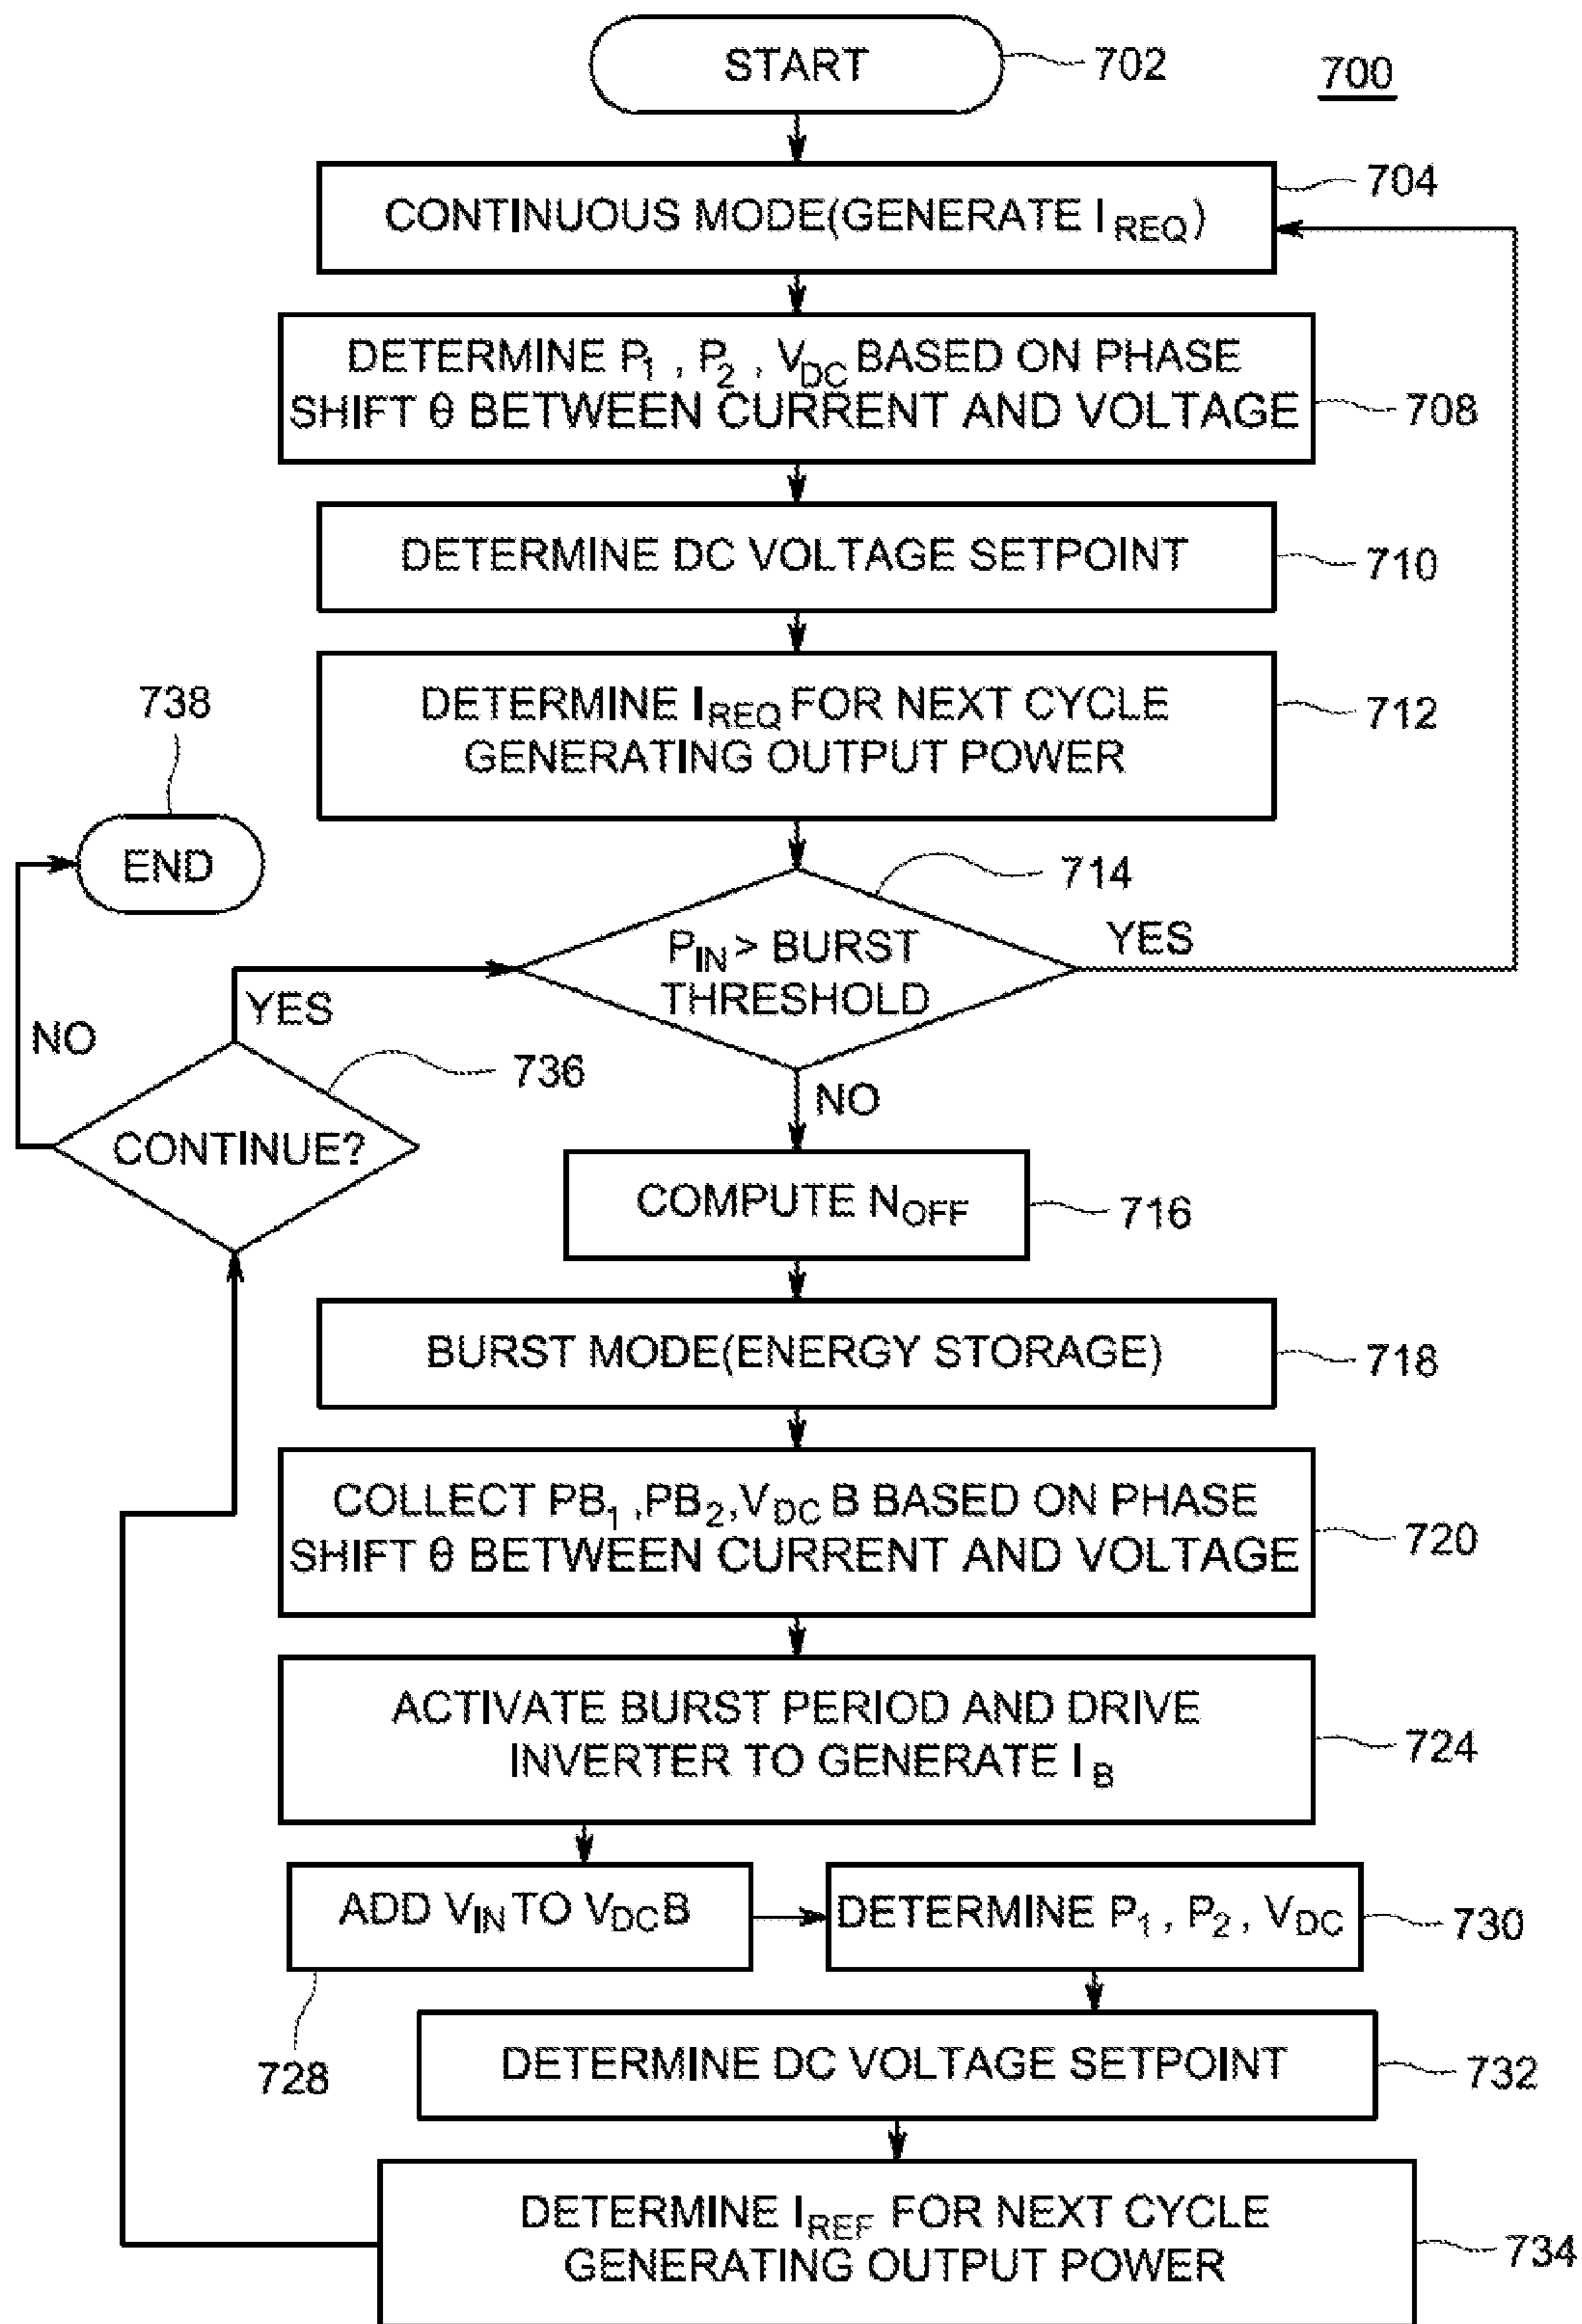 START
702
700
CONTINUOUS MODE(GENERATE I REQ)
704
DETERMINE P1 , P2 , VDC BASED ON PHASE
SHIFT θ BETWEEN CURRENT AND VOLTAGE
708
DETERMINE DC VOLTAGE SETPOINT
710
DETERMINE IREQ FOR NEXT CYCLE
GENERATING OUTPUT POWER
712
738
END
714
PIN > BURST
THRESHOLD
YES
YES
NO
736
CONTINUE?
NO
COMPUTE NOFF
716
BURST MODE(ENERGY STORAGE)
718
COLLECT PB1 ,PB2,VDC B BASED ON PHASE
SHIFT θ BETWEEN CURRENT AND VOLTAGE
720
ACTIVATE BURST PERIOD AND DRIVE
INVERTER TO GENERATE I B
724
ADD VIN TO VDCB
728
DETERMINE P1 , P2 , VDC
730
DETERMINE DC VOLTAGE SETPOINT
732
DETERMINE IREF FOR NEXT CYCLE
GENERATING OUTPUT POWER
734